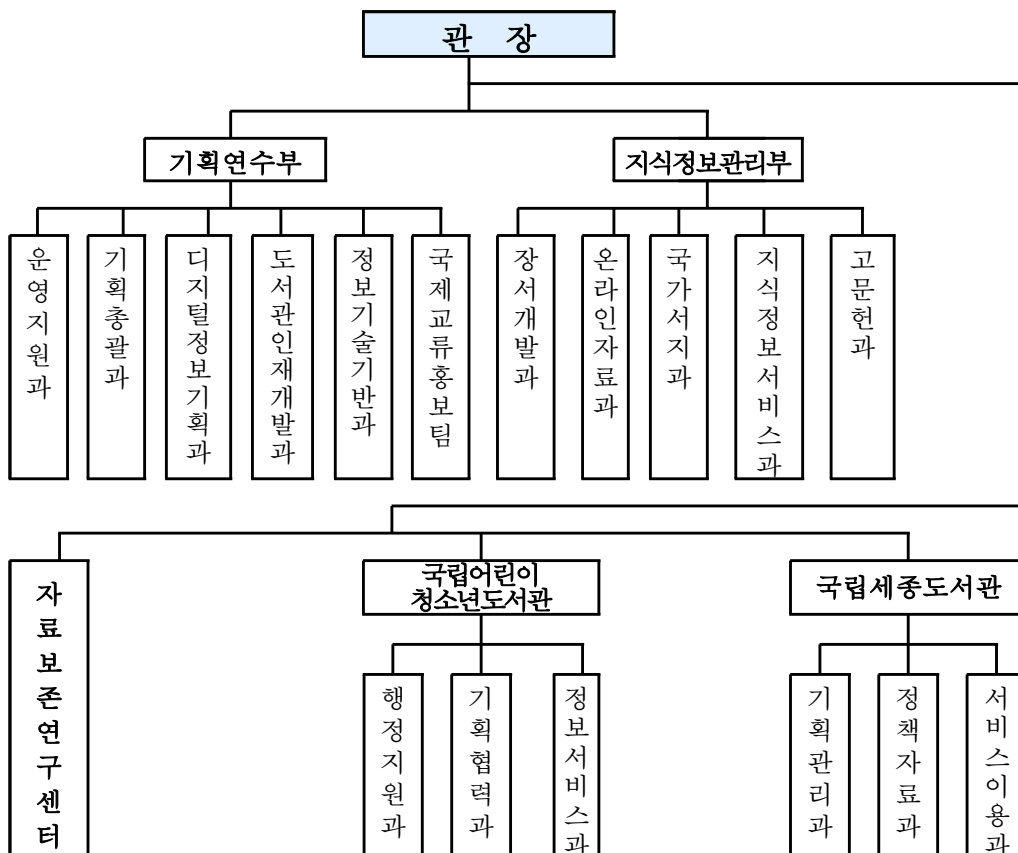 관 장
기획연수부
지식정보관리부
운영지원과
기획총괄과
디지털정보기획과
도서관인재개발과
정보기술기반과
국제교류홍보팀
장서개발과
온라인자료과
국가서지과
지식정보서비스과
고문헌과
자료보존연구센터
국립어린이
청소년도서관
국립세종도서관
행정지원과
기획협력과
정보서비스과
기획관리과
정책자료과
서비스이용과